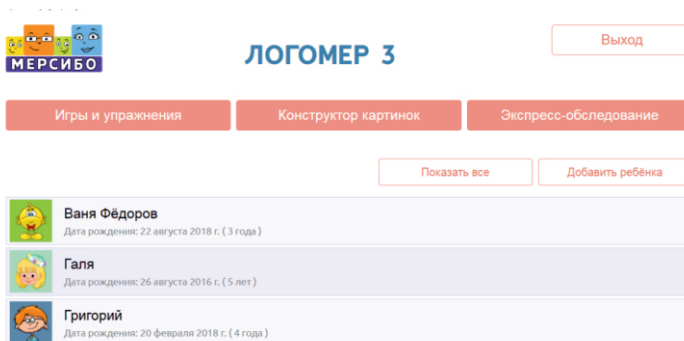 МЕРСИБО
ЛОГОМЕР 3
Выход
Игры и упражнения
Конструктор картинок
Экспресс-обследование
Показать все
Добавить ребёнка
Ваня Фёдоров
Дата рождения: 22 августа 2018 г. ( 3 года )
Галя
Дата рождения: 26 августа 2016 г. ( 5 лет )
Григорий
Дата рождения: 20 февраля 2018 г. ( 4 года )